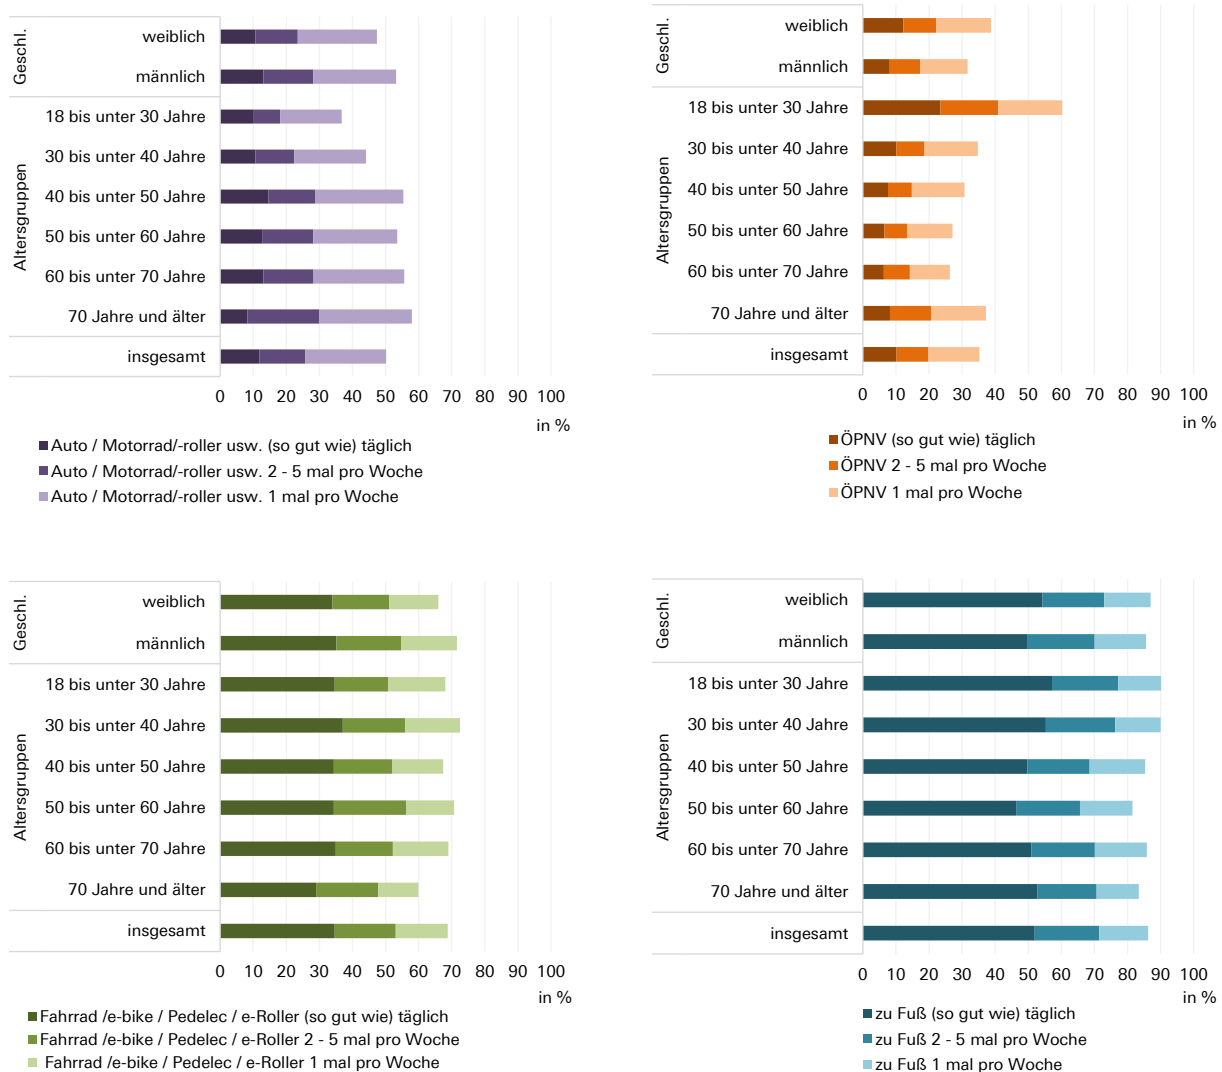 Geschl.
weiblich
männlich
Altersgruppen
18 bis unter 30 Jahre
30 bis unter 40 Jahre
40 bis unter 50 Jahre
50 bis unter 60 Jahre
60 bis unter 70 Jahre
70 Jahre und älter
insgesamt
0 10 20 30 40 50 60 70 80 90 100
in %
Auto / Motorrad/-roller usw. (so gut wie) täglich
Auto / Motorrad/-roller usw. 2 - 5 mal pro Woche
Auto / Motorrad/-roller usw. 1 mal pro Woche
Geschl.
weiblich
männlich
Altersgruppen
18 bis unter 30 Jahre
30 bis unter 40 Jahre
40 bis unter 50 Jahre
50 bis unter 60 Jahre
60 bis unter 70 Jahre
70 Jahre und älter
insgesamt
0 10 20 30 40 50 60 70 80 90 100
in %
ÖPNV (so gut wie) täglich
ÖPNV 2 - 5 mal pro Woche
ÖPNV 1 mal pro Woche
Geschl.
weiblich
männlich
Altersgruppen
18 bis unter 30 Jahre
30 bis unter 40 Jahre
40 bis unter 50 Jahre
50 bis unter 60 Jahre
60 bis unter 70 Jahre
70 Jahre und älter
insgesamt
0 10 20 30 40 50 60 70 80 90 100
in %
Fahrrad /e-bike / Pedelec / e-Roller (so gut wie) täglich
Fahrrad /e-bike / Pedelec / e-Roller 2 - 5 mal pro Woche
Fahrrad /e-bike / Pedelec / e-Roller 1 mal pro Woche
Geschl.
weiblich
männlich
Altersgruppen
18 bis unter 30 Jahre
30 bis unter 40 Jahre
40 bis unter 50 Jahre
50 bis unter 60 Jahre
60 bis unter 70 Jahre
70 Jahre und älter
insgesamt
0 10 20 30 40 50 60 70 80 90 100
in %
zu Fuß (so gut wie) täglich
zu Fuß 2 - 5 mal pro Woche
zu Fuß 1 mal pro Woche